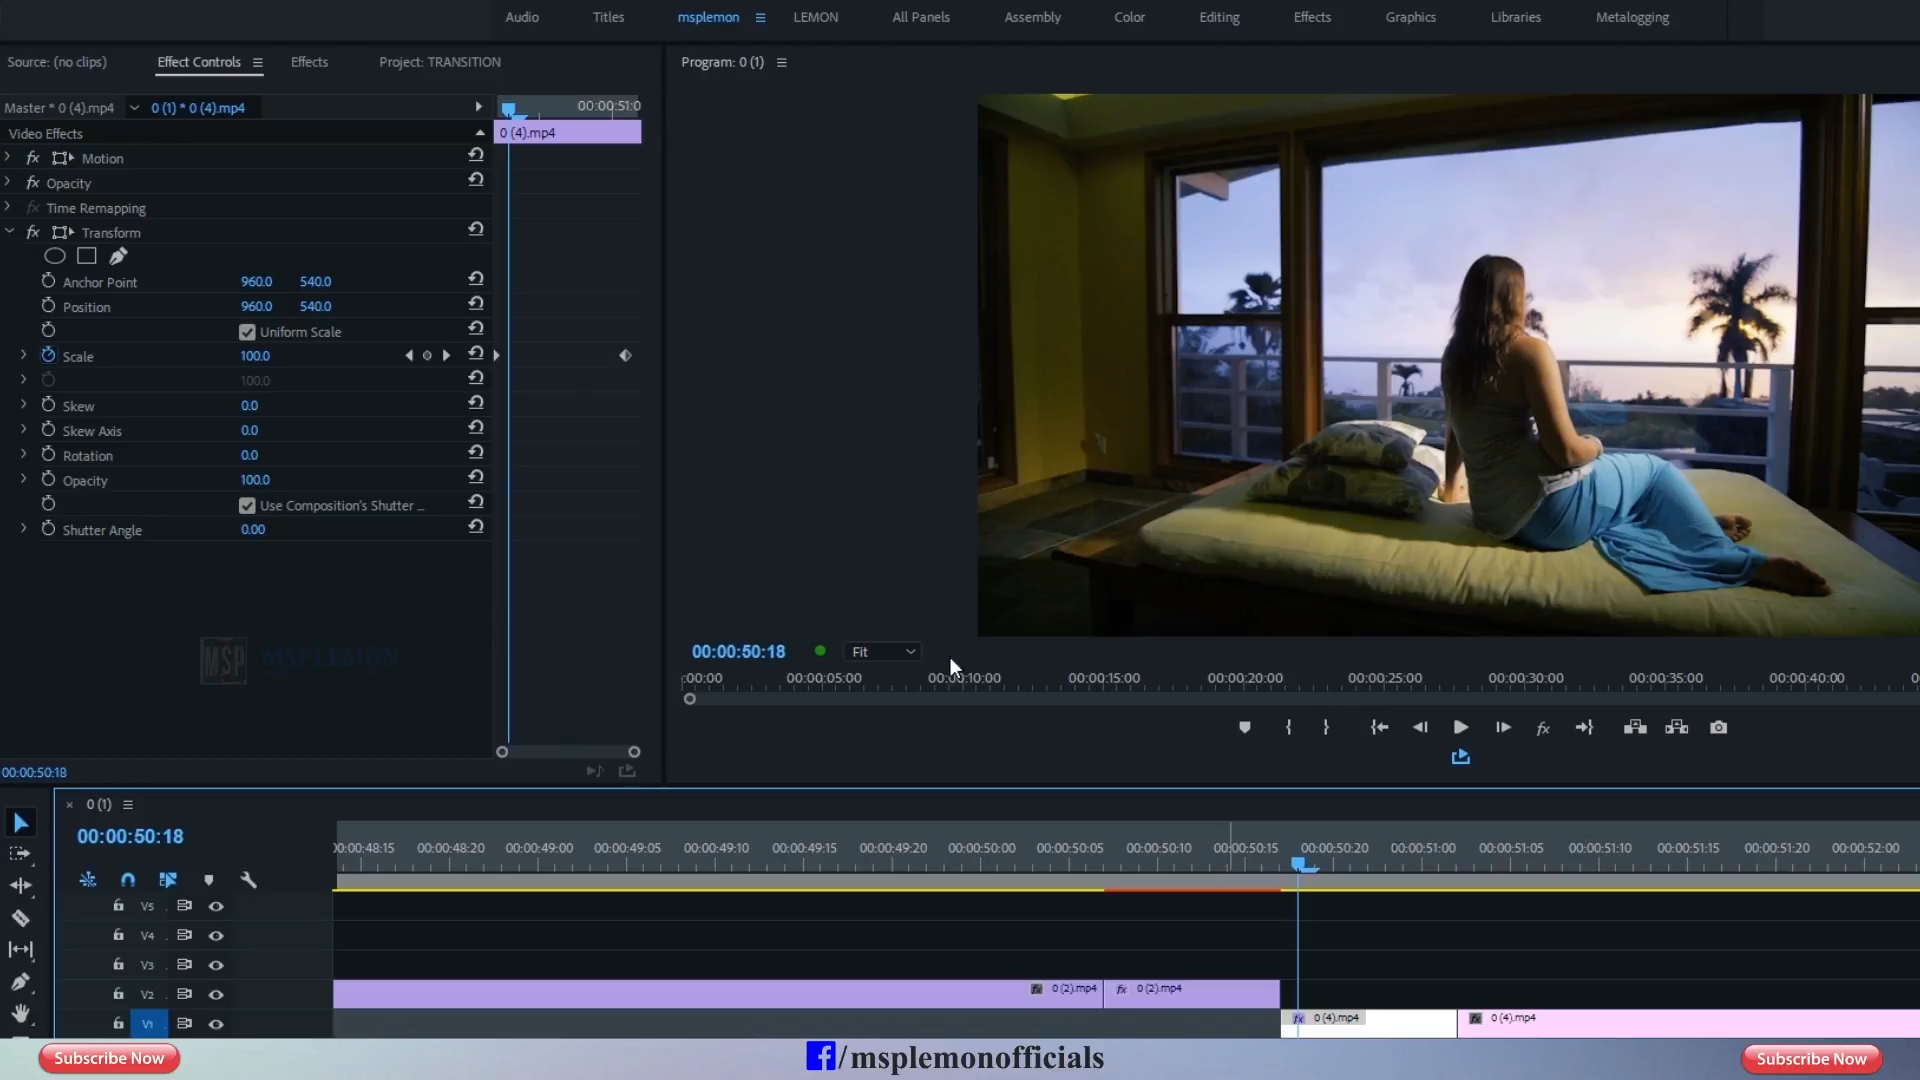 Audio Titles msplemon LEMON All Panels Assembly Color Editing Effects Graphics Libraries Metalogging
Source: (no clips) Effect Controls Effects Project: TRANSITION Program: 0 (1)
Master * 0 (4).mp4 0 (1) * 0 (4).mp4 00:00:51:0
Video Effects 0 (4).mp4
fx Motion
fx Opacity
fx Time Remapping
fx Transform
Anchor Point 960.0 540.0
Position 960.0 540.0
Uniform Scale
Scale 100.0
100.0
Skew 0.0
Skew Axis 0.0
Rotation 0.0
Opacity 100.0
Use Composition's Shutter ...
Shutter Angle 0.00
MSP MSPLEMON
00:00:50:18 Fit
:00:00 00:00:05:00 00:00:10:00 00:00:15:00 00:00:20:00 00:00:25:00 00:00:30:00 00:00:35:00 00:00:40:00
fx
00:00:50:18
0 (1)
00:00:50:18
00:00:48:15 00:00:48:20 00:00:49:00 00:00:49:05 00:00:49:10 00:00:49:15 00:00:49:20 00:00:50:00 00:00:50:05 00:00:50:10 00:00:50:15 00:00:50:20 00:00:51:00 00:00:51:05 00:00:51:10 00:00:51:15 00:00:51:20 00:00:52:00
V5
V4
V3
V2 fx 0 (2).mp4 fx 0 (2).mp4
V1 fx 0 (4).mp4 fx 0 (4).mp4
Subscribe Now f/msplemonofficials Subscribe Now